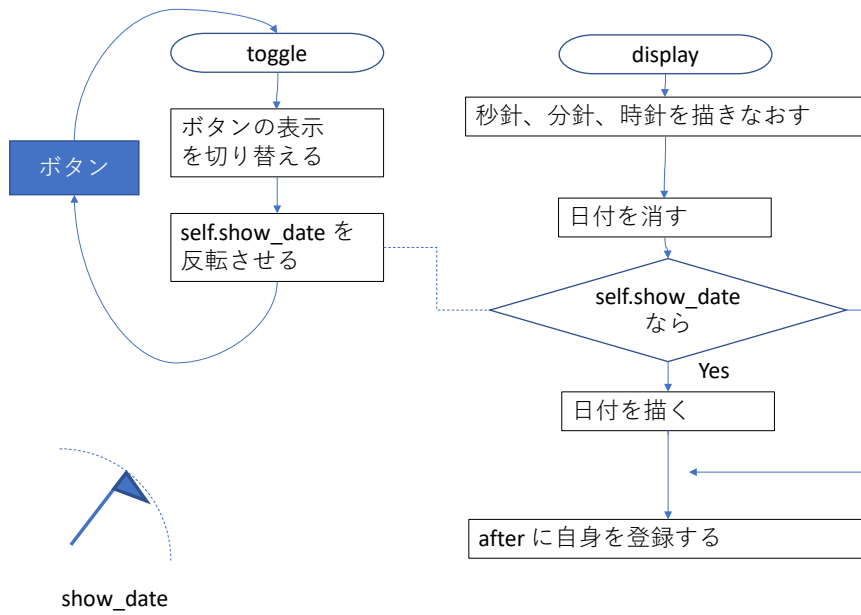 toggle
ボタンの表示
を切り替える
ボタン
self.show_date を
反転させる
display
秒針、分針、時針を描きなおす
日付を消す
self.show_date
なら
Yes
日付を描く
after に自身を登録する
show_date